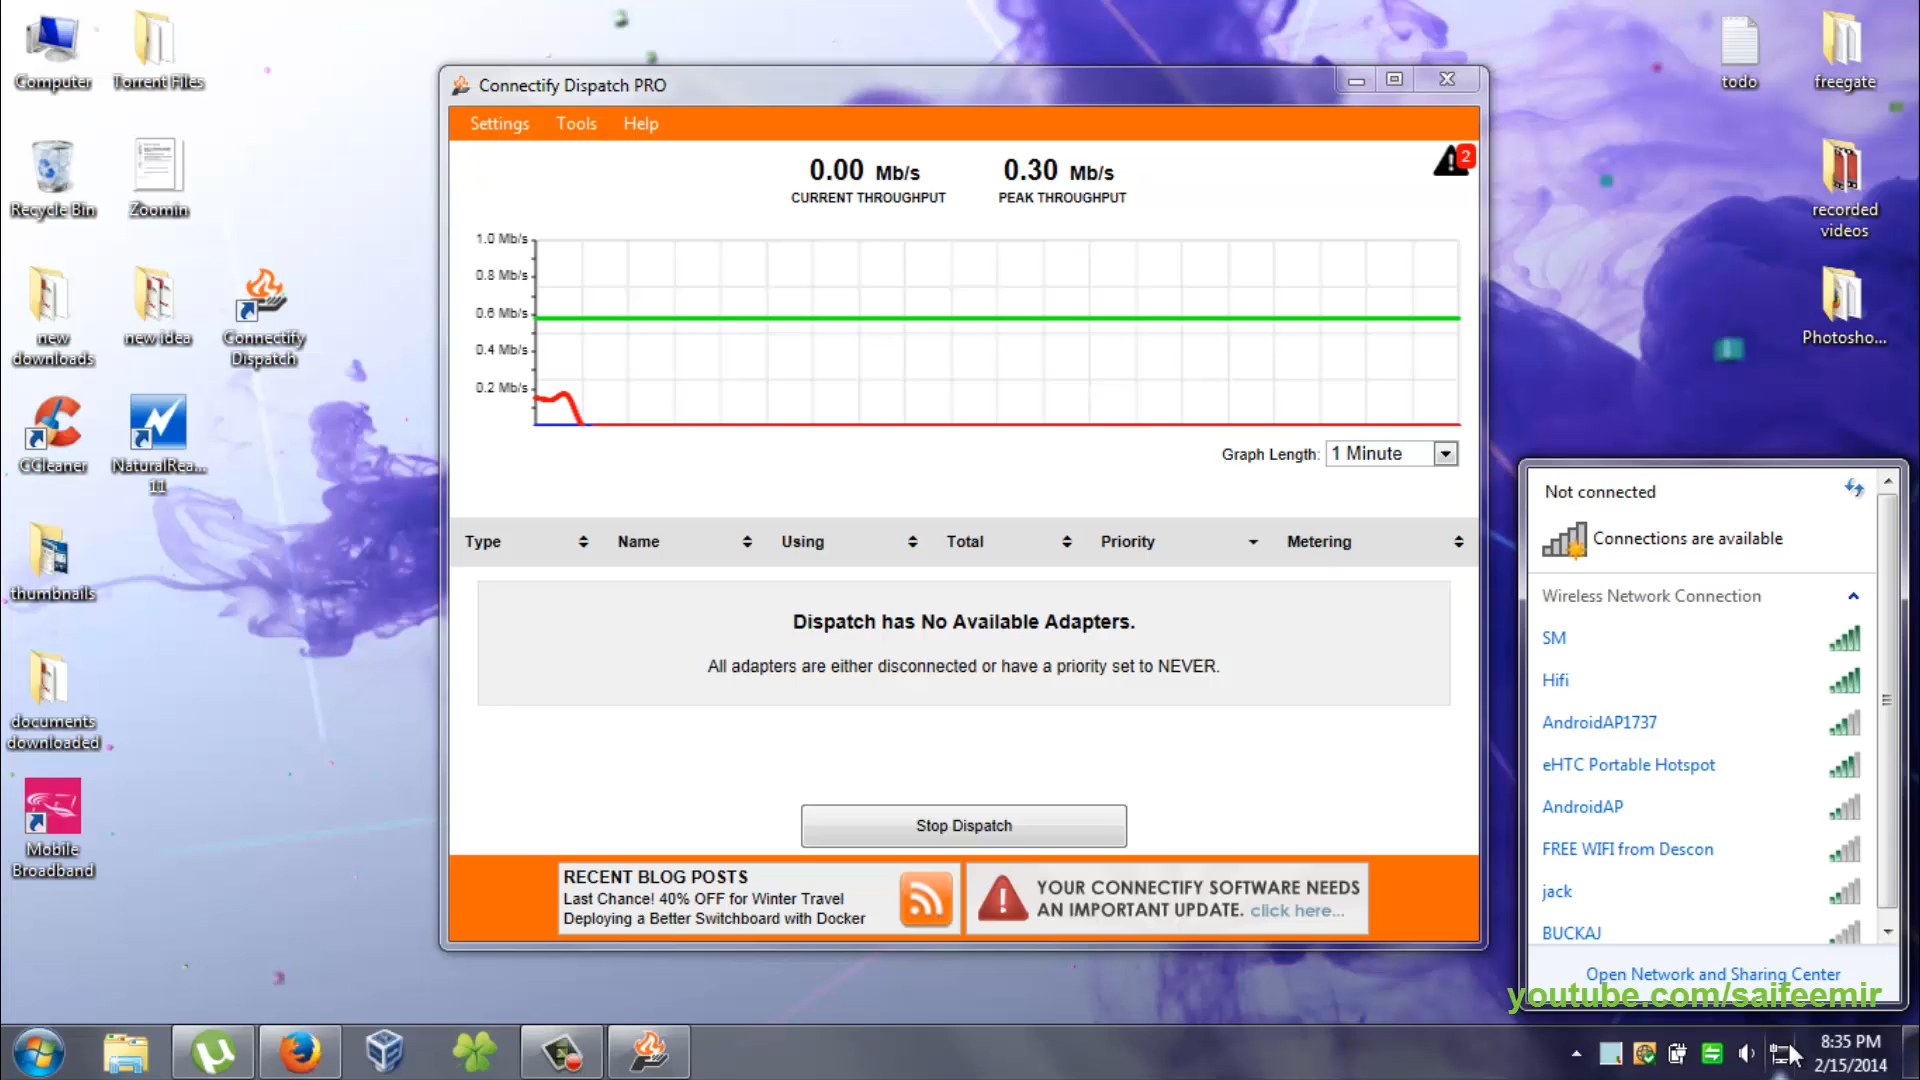 Computer
Torrent Files
Recycle Bin
Zoomin
new
downloads
new idea
Connectify
Dispatch
CCleaner
NaturalRea...
11
thumbnails
documents
downloaded
Mobile
Broadband
Connectify Dispatch PRO
Settings Tools Help
0.00 Mb/s
CURRENT THROUGHPUT
0.30 Mb/s
PEAK THROUGHPUT
2
1.0 Mb/s
0.8 Mb/s
0.6 Mb/s
0.4 Mb/s
0.2 Mb/s
Graph Length: 1 Minute
Type Name Using Total Priority Metering
Dispatch has No Available Adapters.
All adapters are either disconnected or have a priority set to NEVER.
Stop Dispatch
RECENT BLOG POSTS
Last Chance! 40% OFF for Winter Travel
Deploying a Better Switchboard with Docker
YOUR CONNECTIFY SOFTWARE NEEDS
AN IMPORTANT UPDATE. click here...
todo
freegate
recorded
videos
Photosho...
Not connected
Connections are available
Wireless Network Connection
SM
Hifi
AndroidAP1737
eHTC Portable Hotspot
AndroidAP
FREE WIFI from Descon
jack
BUCKAJ
Open Network and Sharing Center
youtube.com/saifeemir
8:35 PM
2/15/2014